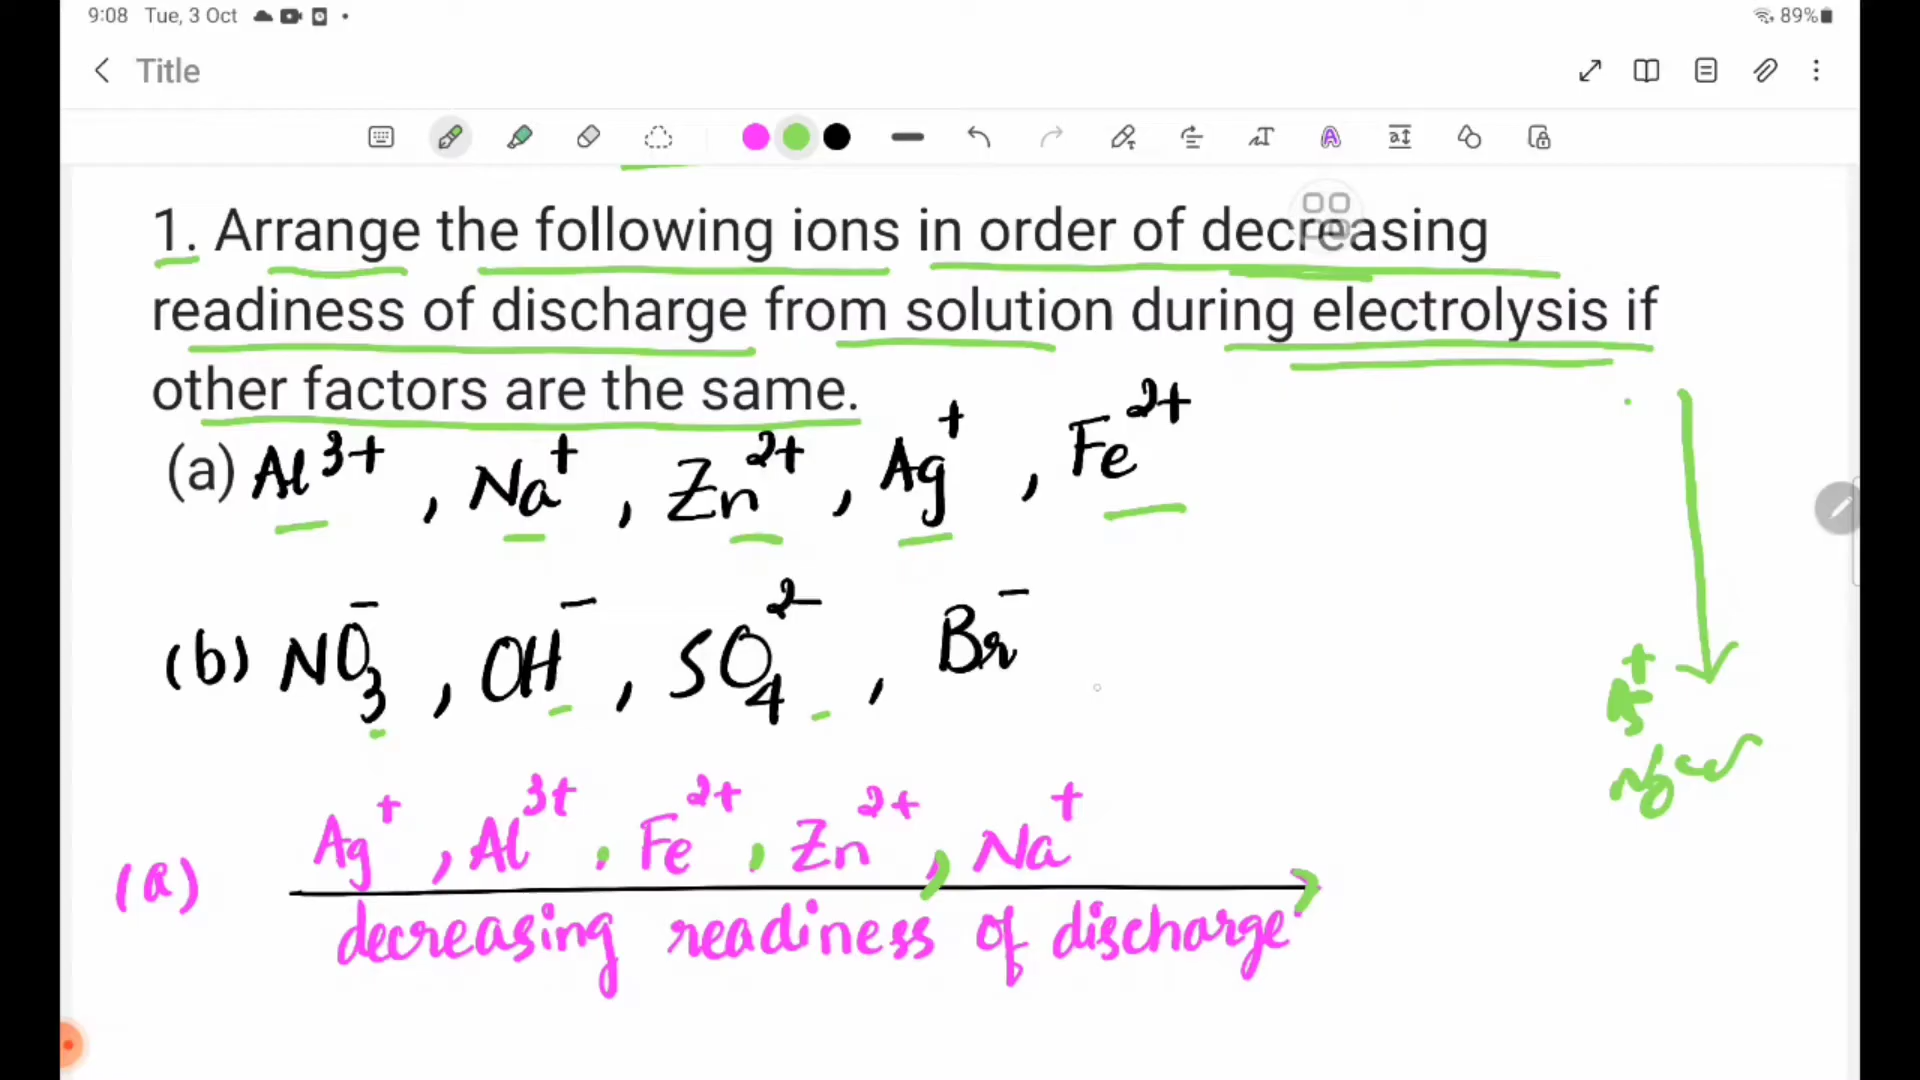 9:08 Tue, 3 Oct 89%
Title
1. Arrange the following ions in order of decreasing
readiness of discharge from solution during electrolysis if
other factors are the same.
(a) Al³⁺, Na⁺, Zn²⁺, Ag⁺, Fe²⁺
(b) NO₃⁻, OH⁻, SO₄²⁻, Br⁻
(a) Ag⁺, Al³⁺, Fe²⁺, Zn²⁺, Na⁺
decreasing readiness of discharge